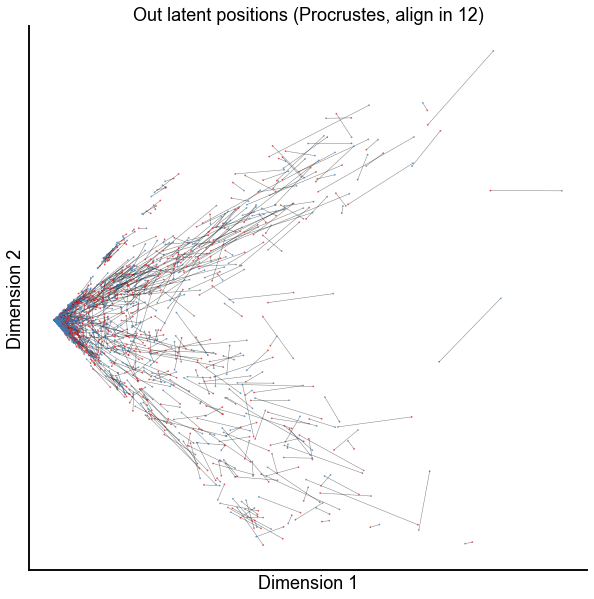 Out latent positions (Procrustes, align in 12)
Dimension 2
Dimension 1